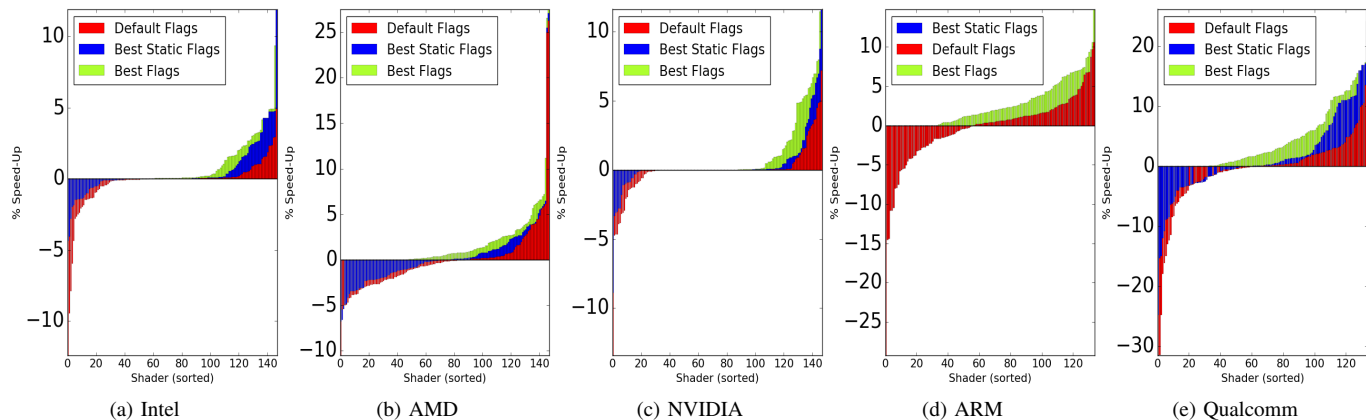 % Speed-Up
10
5
0
−5
−10
Default Flags
Best Static Flags
Best Flags
0 20 40 60 80 100 120 140
Shader (sorted)
(a) Intel
% Speed-Up
25
20
15
10
5
0
−5
−10
Default Flags
Best Static Flags
Best Flags
0 20 40 60 80 100 120 140
Shader (sorted)
(b) AMD
% Speed-Up
10
5
0
−5
−10
Default Flags
Best Static Flags
Best Flags
0 20 40 60 80 100 120 140
Shader (sorted)
(c) NVIDIA
% Speed-Up
10
5
0
−5
−10
−15
−20
−25
Best Static Flags
Default Flags
Best Flags
0 20 40 60 80 100 120
Shader (sorted)
(d) ARM
% Speed-Up
20
10
0
−10
−20
−30
Default Flags
Best Static Flags
Best Flags
0 20 40 60 80 100 120
Shader (sorted)
(e) Qualcomm